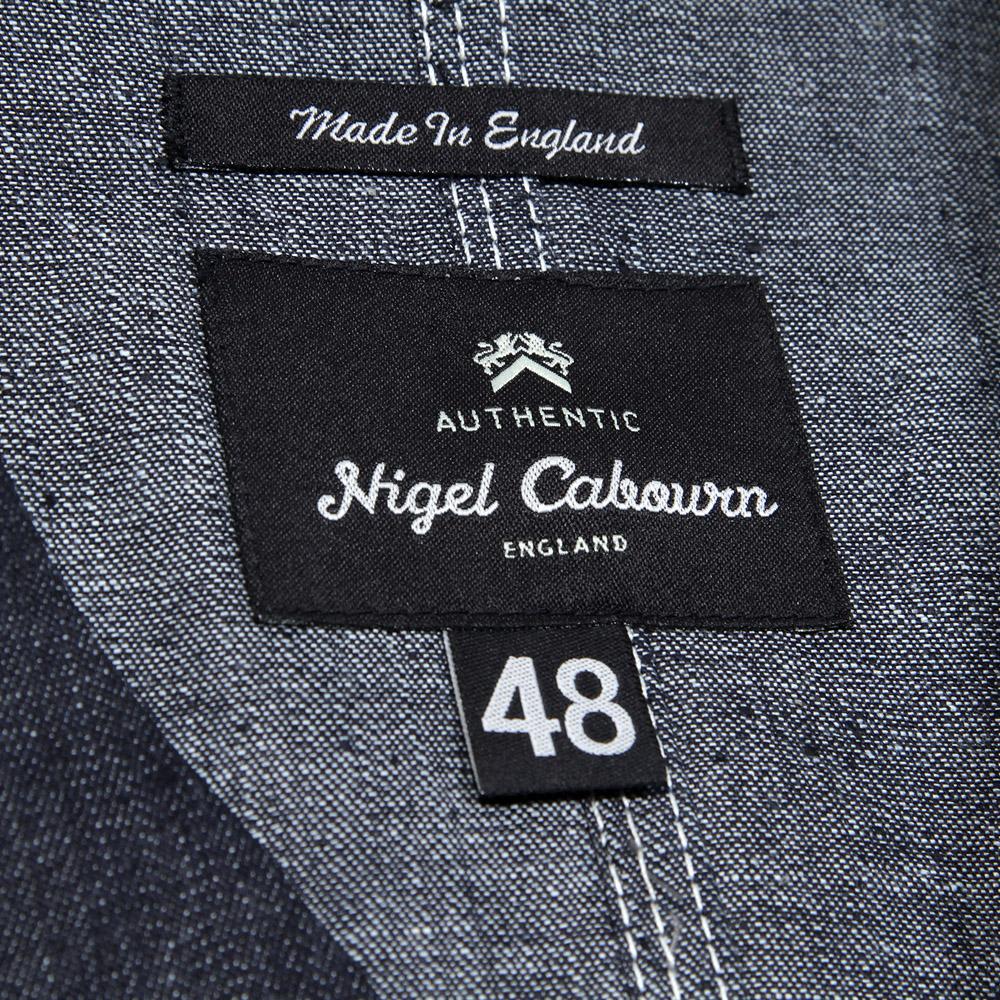 Made In England
AUTHENTIC
Nigel Cabourn
ENGLAND
48